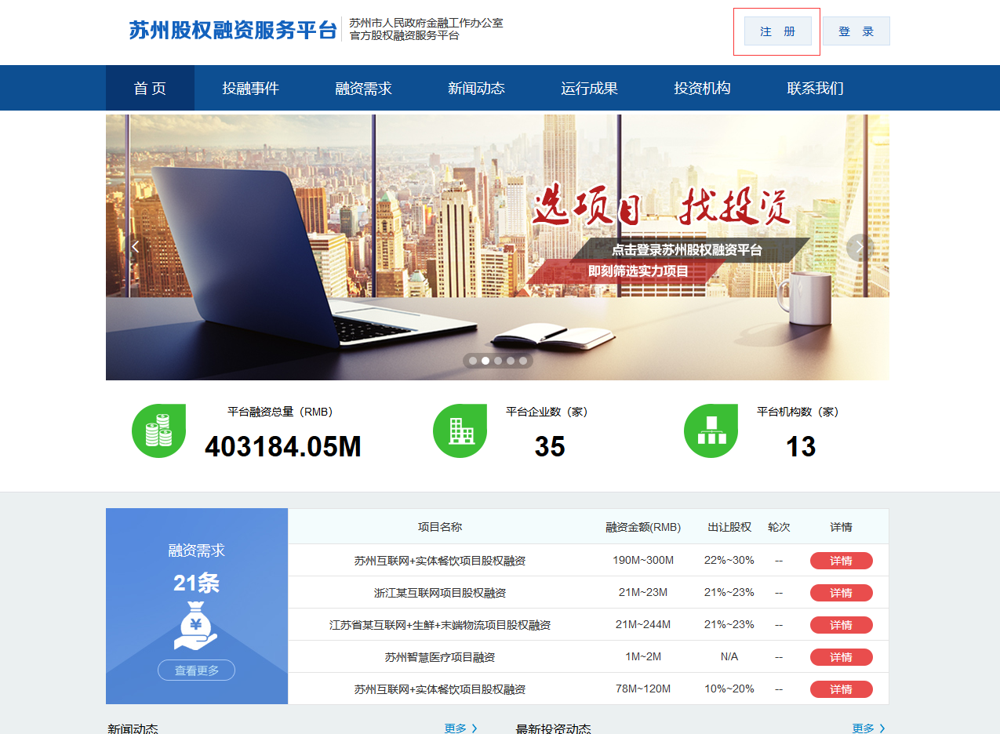 苏州股权融资服务平台
苏州市人民政府金融工作办公室
官方股权融资服务平台
注 册
登 录
首 页 投融事件 融资需求 新闻动态 运行成果 投资机构 联系我们
选项目 找投资
点击登录苏州股权融资平台
即刻筛选实力项目
平台融资总量（RMB）
403184.05M
平台企业数（家）
35
平台机构数（家）
13
融资需求
21条
¥
查看更多
项目名称 融资金额(RMB) 出让股权 轮次 详情
苏州互联网+实体餐饮项目股权融资 190M~300M 22%~30% -- 详情
浙江某互联网项目股权融资 21M~23M 21%~23% -- 详情
江苏省某互联网+生鲜+末端物流项目股权融资 21M~244M 21%~23% -- 详情
苏州智慧医疗项目融资 1M~2M N/A -- 详情
苏州互联网+实体餐饮项目股权融资 78M~120M 10%~20% -- 详情
新闻动态 更多
最新投资动态 更多